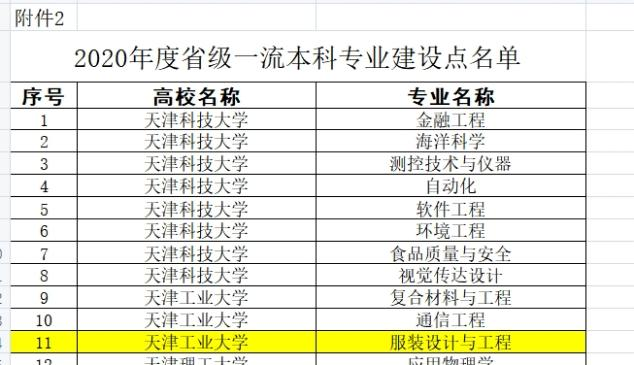 附件2
2020年度省级一流本科专业建设点名单
序号 高校名称 专业名称
1 天津科技大学 金融工程
2 天津科技大学 海洋科学
3 天津科技大学 测控技术与仪器
4 天津科技大学 自动化
5 天津科技大学 软件工程
6 天津科技大学 环境工程
7 天津科技大学 食品质量与安全
8 天津科技大学 视觉传达设计
9 天津工业大学 复合材料与工程
10 天津工业大学 通信工程
11 天津工业大学 服装设计与工程
12 天津理工大学 应用物理学